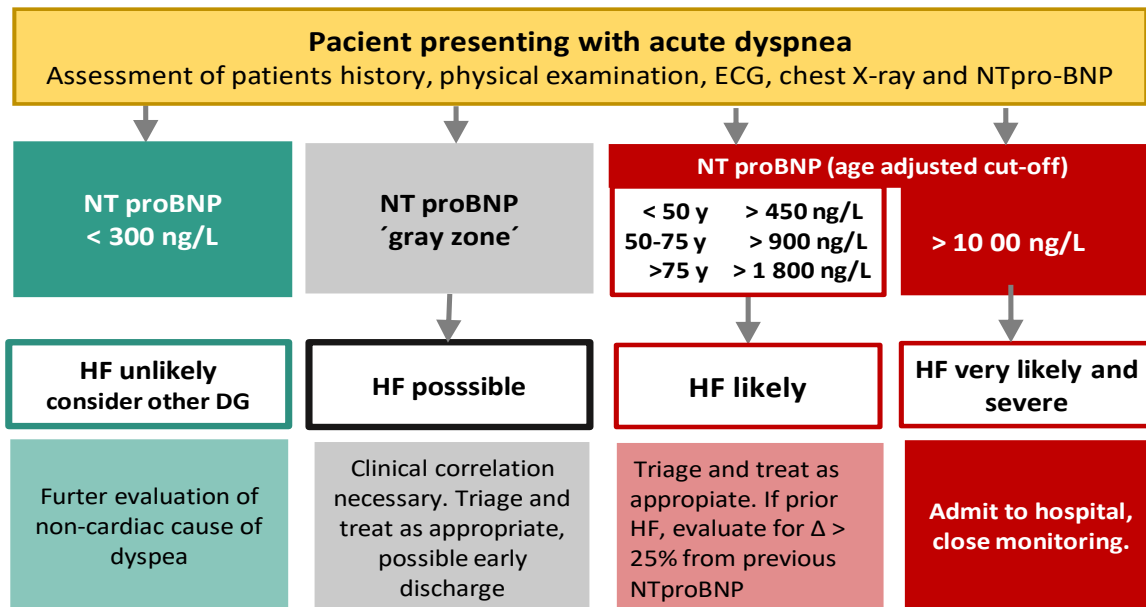 Pacient presenting with acute dyspnea
Assessment of patients history, physical examination, ECG, chest X-ray and NTpro-BNP
NT proBNP
< 300 ng/L
NT proBNP
´gray zone´
NT proBNP (age adjusted cut-off)
< 50 y > 450 ng/L
50-75 y > 900 ng/L
>75 y > 1 800 ng/L
> 10 00 ng/L
HF unlikely
consider other DG
HF posssible
HF likely
HF very likely and
severe
Furter evaluation of
non-cardiac cause of
dyspea
Clinical correlation
necessary. Triage and
treat as appropriate,
possible early
discharge
Triage and treat as
appropiate. If prior
HF, evaluate for Δ >
25% from previous
NTproBNP
Admit to hospital,
close monitoring.